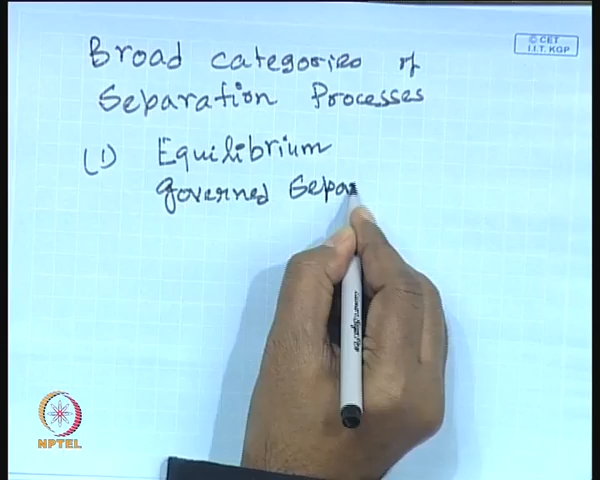 © CET
I.I.T. KGP
Broad categories of
Separation Processes
(1) Equilibrium
governed Sepa
NPTEL